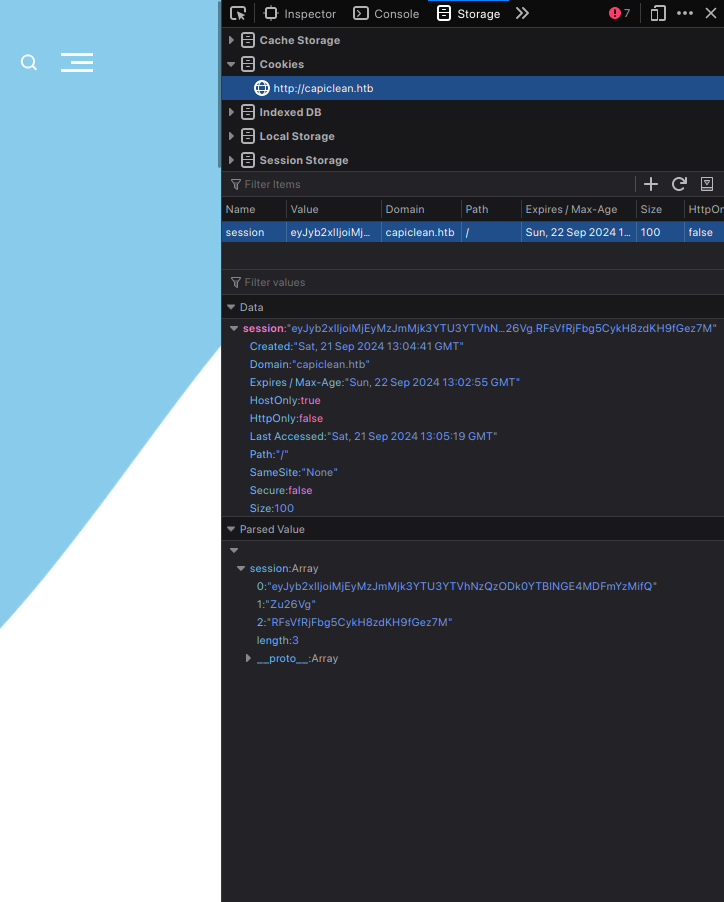 Inspector Console Storage 7
Cache Storage
Cookies
http://capiclean.htb
Indexed DB
Local Storage
Session Storage
Filter Items
Name Value Domain Path Expires / Max-Age Size HttpOn
session eyJyb2xlIjoiMj... capiclean.htb / Sun, 22 Sep 2024 1... 100 false
Filter values
Data
session:"eyJyb2xlIjoiMjEyMzJmMjk3YTU3YTVhN...26Vg.RFsVfRjFbg5CykH8zdKH9fGez7M"
Created:"Sat, 21 Sep 2024 13:04:41 GMT"
Domain:"capiclean.htb"
Expires / Max-Age:"Sun, 22 Sep 2024 13:02:55 GMT"
HostOnly:true
HttpOnly:false
Last Accessed:"Sat, 21 Sep 2024 13:05:19 GMT"
Path:"/"
SameSite:"None"
Secure:false
Size:100
Parsed Value
session:Array
0:"eyJyb2xlIjoiMjEyMzJmMjk3YTU3YTVhNzQzODk0YTBlNGE4MDFmYzMifQ"
1:"Zu26Vg"
2:"RFsVfRjFbg5CykH8zdKH9fGez7M"
length:3
__proto__:Array